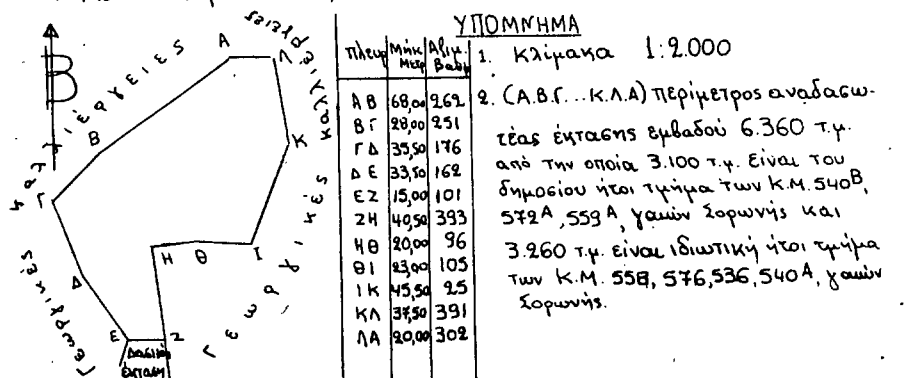 ΥΠΟΜΝΗΜΑ
Πλευρ Μήκ Μετρ Αζιμ. Βαθμ
ΑΒ 68,00 262
ΒΓ 28,00 251
ΓΔ 35,50 176
ΔΕ 33,50 162
ΕΖ 15,00 101
ΖΗ 40,50 393
ΗΘ 20,00 96
ΘΙ 23,00 105
ΙΚ 45,50 25
ΚΛ 37,50 391
ΛΑ 20,00 302
1. Κλίμακα 1:2.000
2. (Α.Β.Γ...Κ.Λ.Α) Περίμετρος αναδασω-
τέας έκτασης εμβαδού 6.360 τ.μ.
από την οποία 3.100 τ.μ. είναι του
δημοσίου ήτοι τμήμα των Κ.Μ. 540Β,
572Α, 559Α, γαιών Σορωνής και
3.260 τ.μ. είναι ιδιωτική ήτοι τμήμα
των Κ.Μ. 558, 576, 536, 540Α, γαιών
Σορωνής.
Β
Γεωργικές καλλιέργειες
Γεωργικές καλλιέργειες
Α
Λ
Β
Κ
Γ
Η
Θ
Ι
Δ
Ε
Ζ
Δασική
έκταση